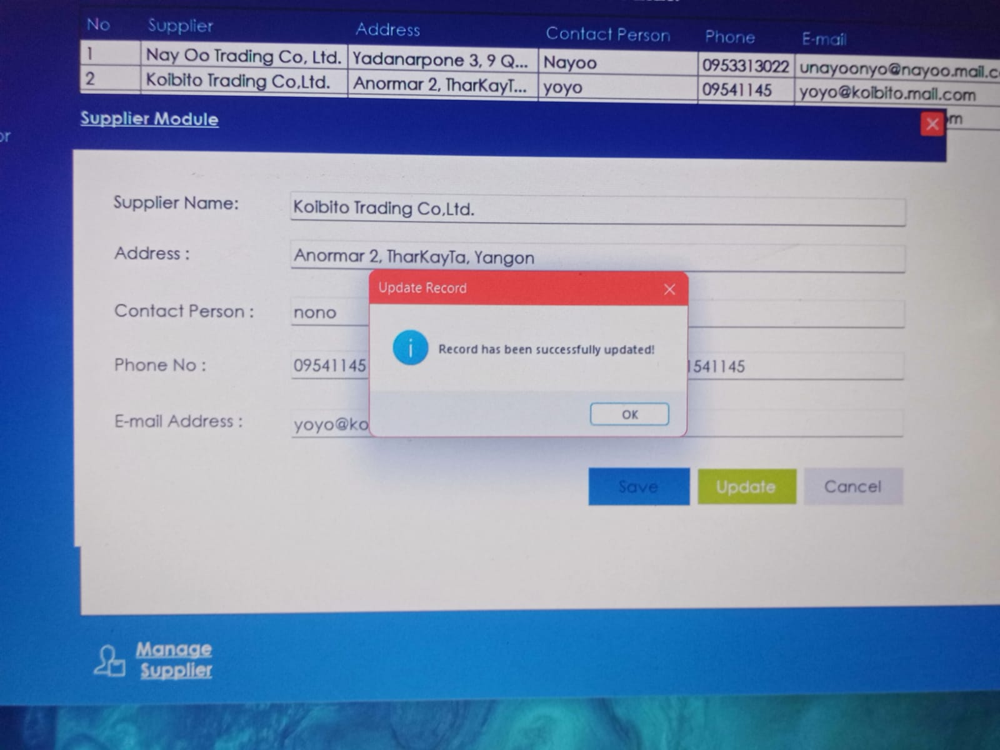 No Supplier Address Contact Person Phone E-mail
1 Nay Oo Trading Co, Ltd. Yadanarpone 3, 9 Q... Nayoo 0953313022 unayoonyo@nayoo.mail.c
2 Koibito Trading Co,Ltd. Anormar 2, TharKayT... yoyo 09541145 yoyo@koibito.mail.com
om
Supplier Module
or
Supplier Name: Koibito Trading Co,Ltd.
Address : Anormar 2, TharKayTa, Yangon
Update Record
Contact Person : nono
Record has been successfully updated!
Phone No : 09541145 1541145
OK
E-mail Address : yoyo@ko
Save Update Cancel
Manage
Supplier